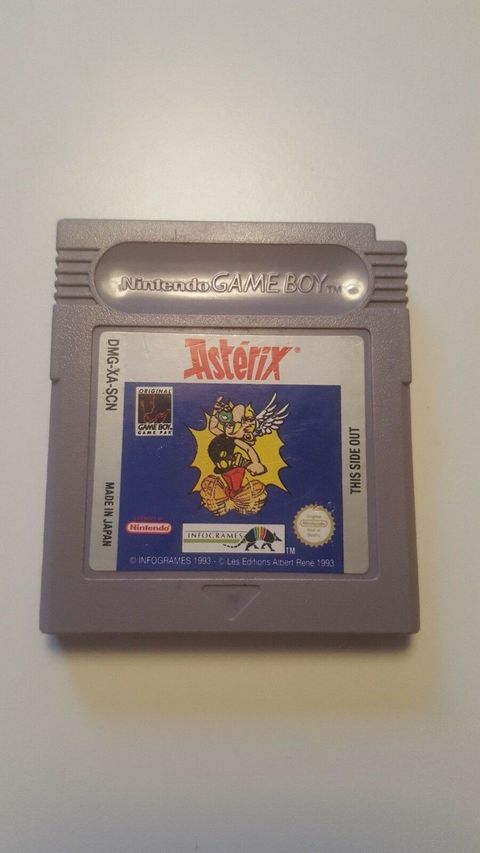 Nintendo GAME BOY TM
Astérix®
DMG-XA-SCN
MADE IN JAPAN
ORIGINAL
GAME BOY
GAME PAK
THIS SIDE OUT
Nintendo
INFOGRAMES
TM
Nintendo
© INFOGRAMES 1993 - © Les Editions Albert René 1993